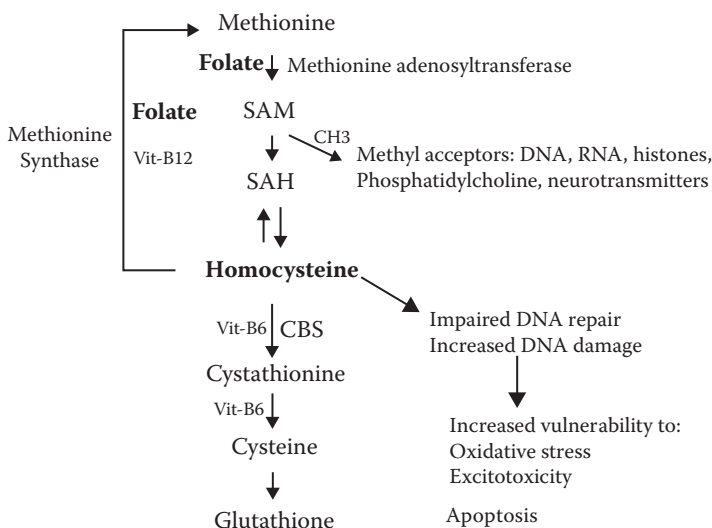 Methionine
Folate Methionine adenosyltransferase
Folate SAM
CH3
Methionine
Synthase
Vit-B12
Methyl acceptors: DNA, RNA, histones,
Phosphatidylcholine, neurotransmitters
SAH
Homocysteine
Vit-B6 CBS
Impaired DNA repair
Increased DNA damage
Cystathionine
Vit-B6
Cysteine
Increased vulnerability to:
Oxidative stress
Excitotoxicity
Glutathione
Apoptosis